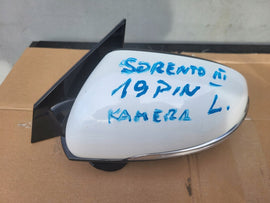 SORENTO III
19 PIN L.
KAMERA